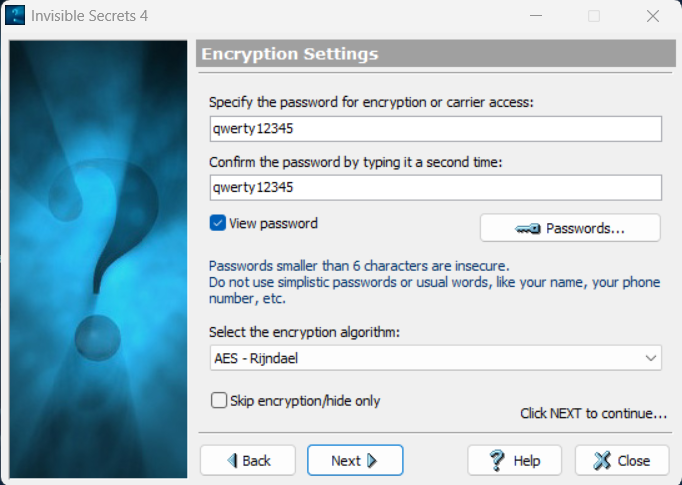 Invisible Secrets 4
Encryption Settings
Specify the password for encryption or carrier access:
qwerty12345
Confirm the password by typing it a second time:
qwerty12345
View password
Passwords...
Passwords smaller than 6 characters are insecure.
Do not use simplistic passwords or usual words, like your name, your phone
number, etc.
Select the encryption algorithm:
AES - Rijndael
Skip encryption/hide only
Click NEXT to continue...
Back
Next
Help
Close